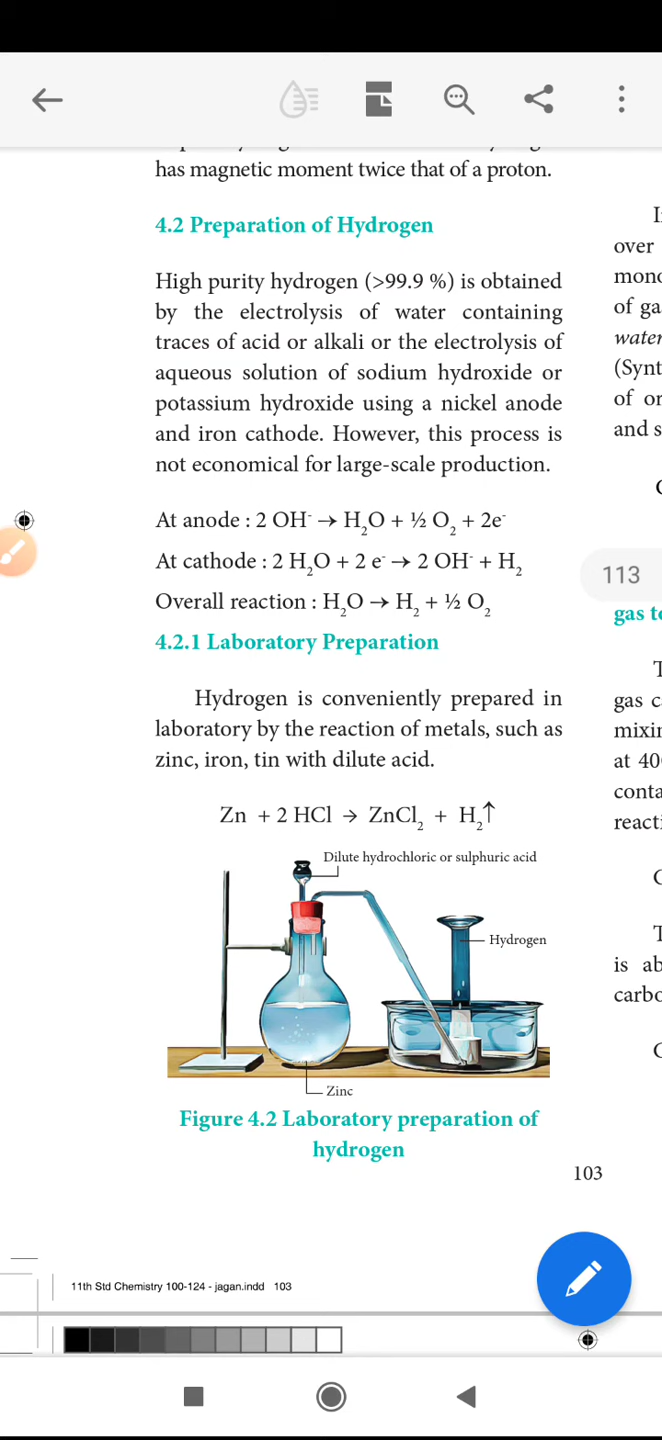 has magnetic moment twice that of a proton.
4.2 Preparation of Hydrogen
High purity hydrogen (>99.9 %) is obtained
by the electrolysis of water containing
traces of acid or alkali or the electrolysis of
aqueous solution of sodium hydroxide or
potassium hydroxide using a nickel anode
and iron cathode. However, this process is
not economical for large-scale production.
At anode : 2 OH⁻ → H₂O + ½ O₂ + 2e⁻
At cathode : 2 H₂O + 2 e⁻ → 2 OH⁻ + H₂
Overall reaction : H₂O → H₂ + ½ O₂
4.2.1 Laboratory Preparation
Hydrogen is conveniently prepared in
laboratory by the reaction of metals, such as
zinc, iron, tin with dilute acid.
Zn + 2 HCl → ZnCl₂ + H₂↑
Dilute hydrochloric or sulphuric acid
Hydrogen
Zinc
Figure 4.2 Laboratory preparation of
hydrogen
103
over
of ga
water
(Synt
of or
and s
113
gas to
gas c
at 40
is ab
11th Std Chemistry 100-124 - jagan.indd 103